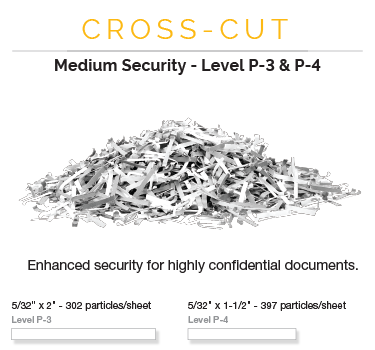 CROSS-CUT
Medium Security - Level P-3 & P-4
Enhanced security for highly confidential documents.
5/32" x 2" - 302 particles/sheet
Level P-3
5/32" x 1-1/2" - 397 particles/sheet
Level P-4